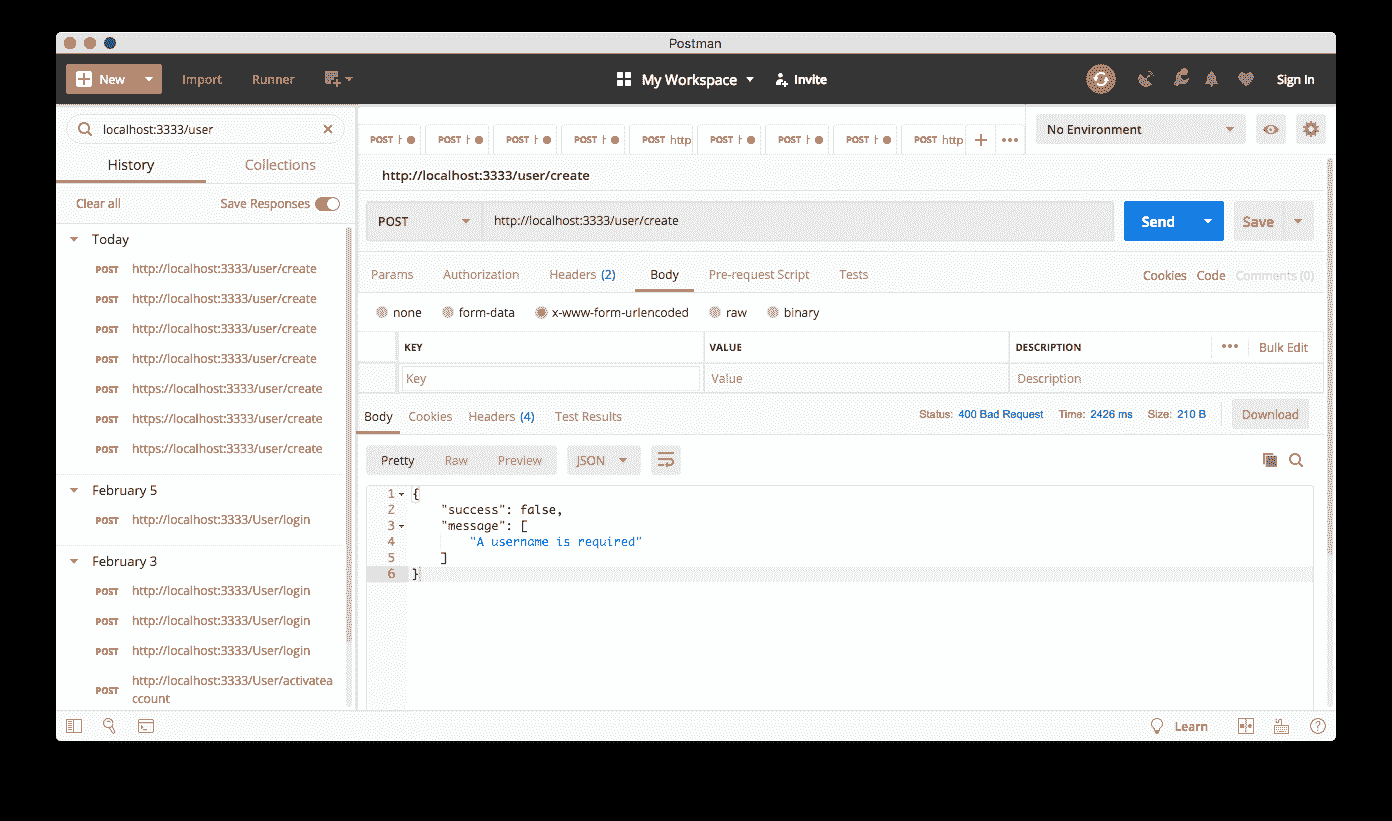 Postman
New Import Runner My Workspace Invite Sign In
localhost:3333/user
History Collections
Clear all Save Responses
Today
POST http://localhost:3333/user/create
POST http://localhost:3333/user/create
POST http://localhost:3333/user/create
POST http://localhost:3333/user/create
POST https://localhost:3333/user/create
POST https://localhost:3333/user/create
POST https://localhost:3333/user/create
February 5
POST http://localhost:3333/User/login
February 3
POST http://localhost:3333/User/login
POST http://localhost:3333/User/login
POST http://localhost:3333/User/login
POST http://localhost:3333/User/activatea
ccount
POST POST POST POST POST http POST POST POST POST http
No Environment
http://localhost:3333/user/create
POST http://localhost:3333/user/create Send Save
Params Authorization Headers (2) Body Pre-request Script Tests Cookies Code Comments (0)
none form-data x-www-form-urlencoded raw binary
KEY VALUE DESCRIPTION Bulk Edit
Key Value Description
Body Cookies Headers (4) Test Results Status: 400 Bad Request Time: 2426 ms Size: 210 B Download
Pretty Raw Preview JSON
1 {
2 "success": false,
3 "message": [
4 "A username is required"
5 ]
6 }
Learn